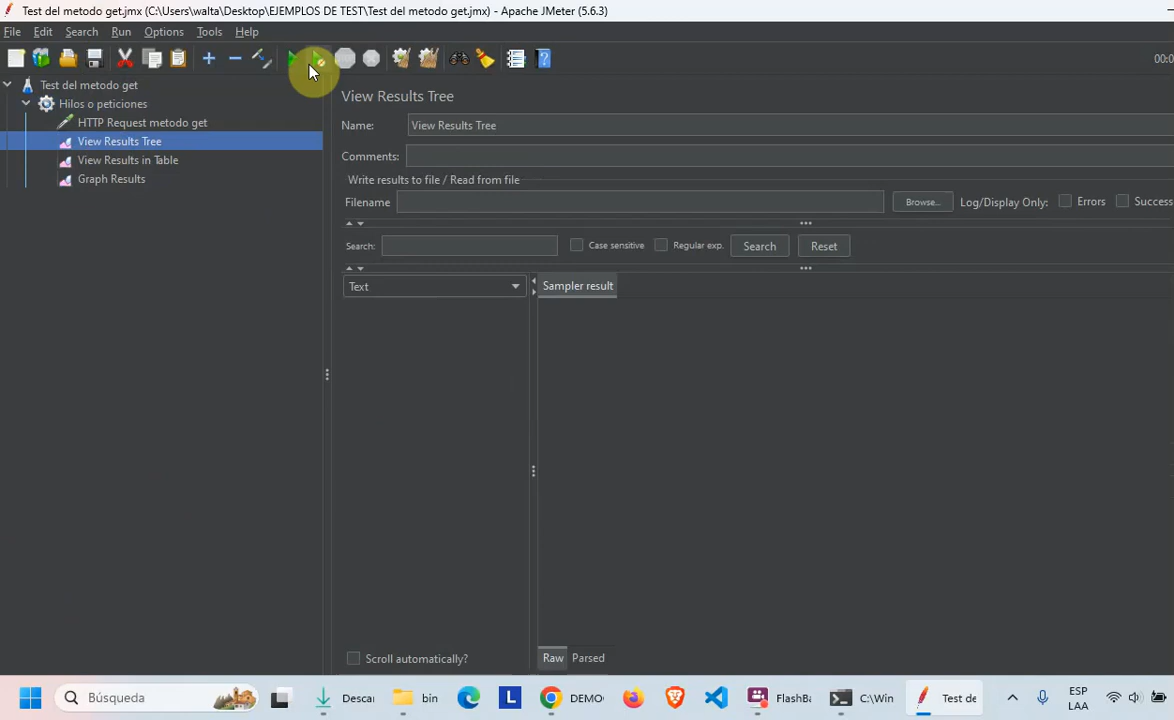 Test del metodo get.jmx (C:\Users\walta\Desktop\EJEMPLOS DE TEST\Test del metodo get.jmx) - Apache JMeter (5.6.3)
File Edit Search Run Options Tools Help
00:0
Test del metodo get
Hilos o peticiones
HTTP Request metodo get
View Results Tree
View Results in Table
Graph Results
View Results Tree
Name: View Results Tree
Comments:
Write results to file / Read from file
Filename Browse... Log/Display Only: Errors Success
Search: Case sensitive Regular exp. Search Reset
Text Sampler result
Scroll automatically? Raw Parsed
Búsqueda Descar bin L DEMO FlashBa C:\Win Test de ESP
LAA